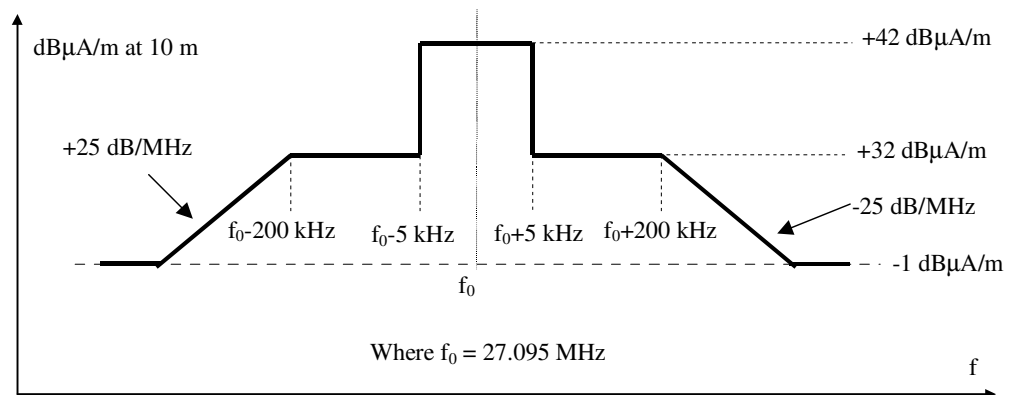 dBµA/m at 10 m
+42 dBµA/m
+25 dB/MHz
+32 dBµA/m
-25 dB/MHz
f₀-200 kHz
f₀-5 kHz
f₀+5 kHz
f₀+200 kHz
-1 dBµA/m
f₀
Where f₀ = 27.095 MHz
f